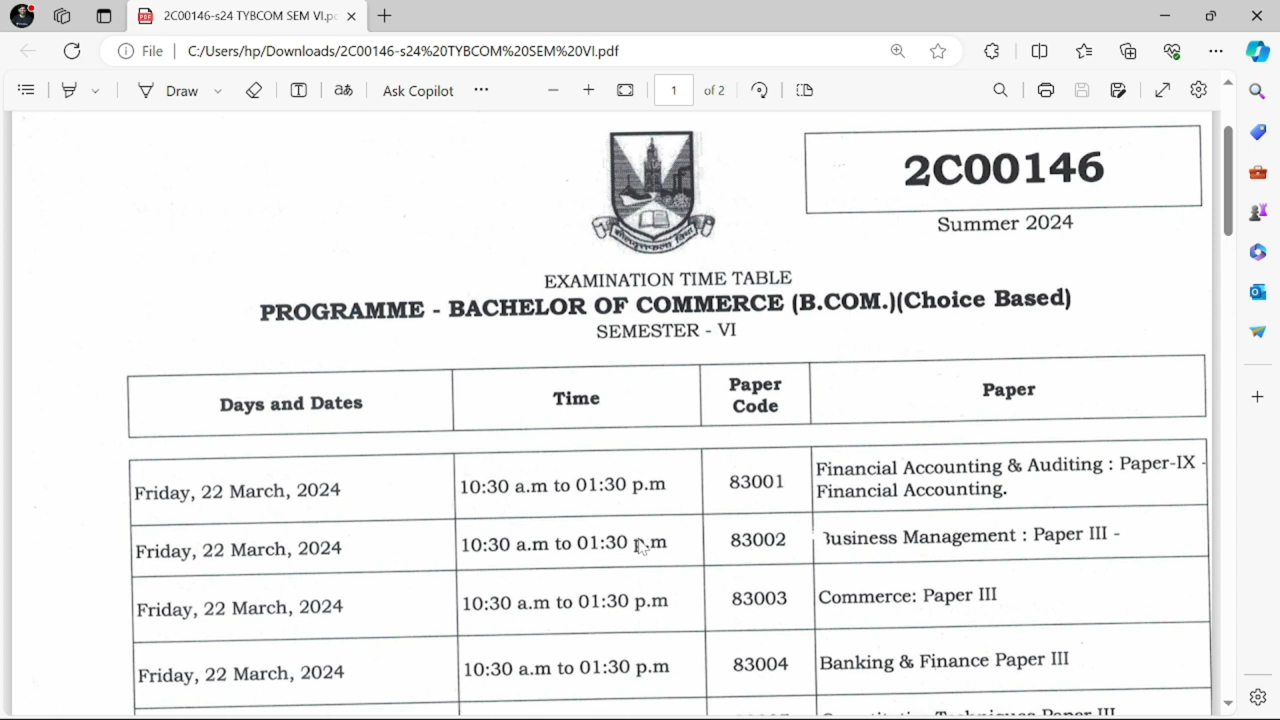 2C00146-s24 TYBCOM SEM VI.p
File C:/Users/hp/Downloads/2C00146-s24%20TYBCOM%20SEM%20VI.pdf
Draw Ask Copilot 1 of 2
2C00146
Summer 2024
EXAMINATION TIME TABLE
PROGRAMME - BACHELOR OF COMMERCE (B.COM.)(Choice Based)
SEMESTER - VI
Days and Dates Time Paper Code Paper
Friday, 22 March, 2024 10:30 a.m to 01:30 p.m 83001 Financial Accounting & Auditing : Paper-IX -
Financial Accounting.
Friday, 22 March, 2024 10:30 a.m to 01:30 p.m 83002 Business Management : Paper III -
Friday, 22 March, 2024 10:30 a.m to 01:30 p.m 83003 Commerce: Paper III
Friday, 22 March, 2024 10:30 a.m to 01:30 p.m 83004 Banking & Finance Paper III